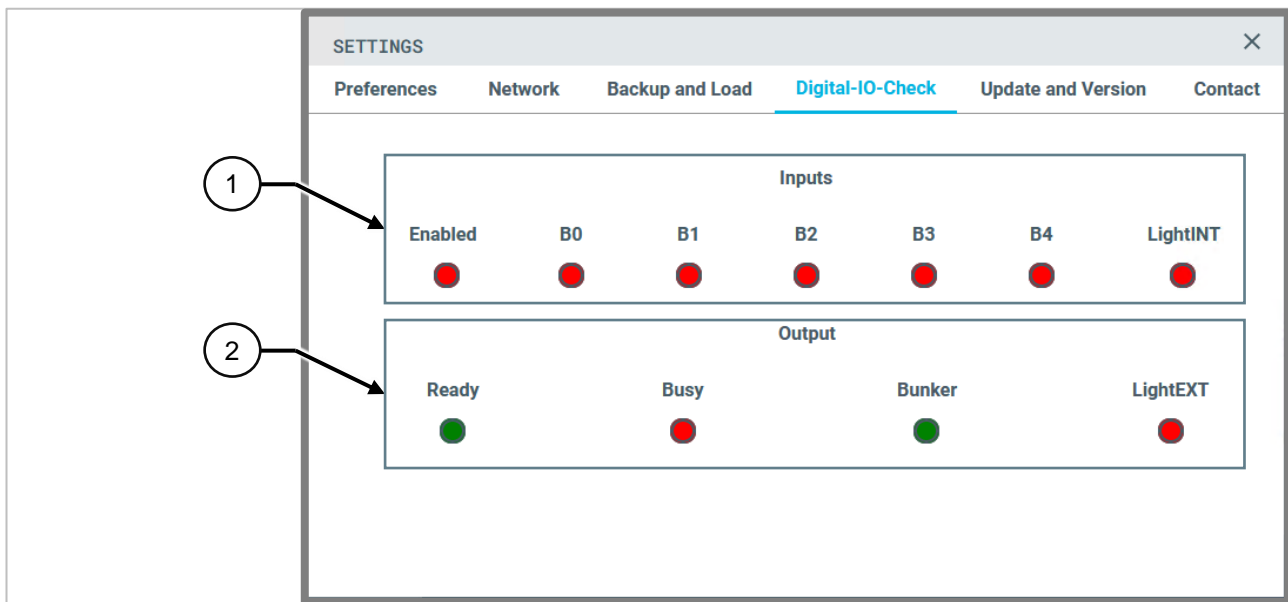 SETTINGS
Preferences Network Backup and Load Digital-IO-Check Update and Version Contact
1
Inputs
Enabled B0 B1 B2 B3 B4 LightINT
2
Output
Ready Busy Bunker LightEXT